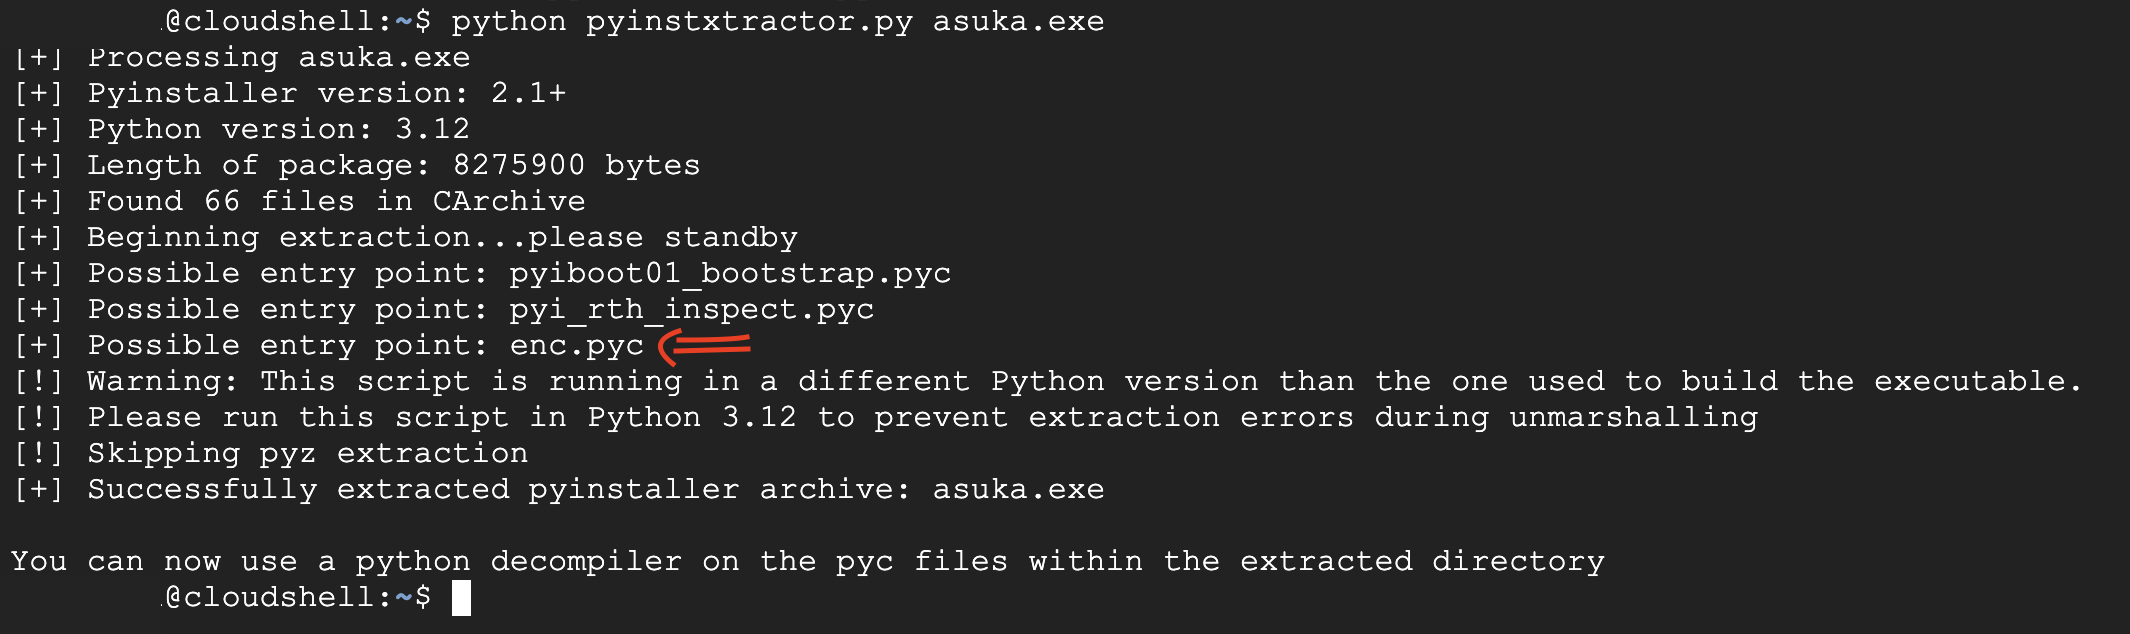 @cloudshell:~$ python pyinstxtractor.py asuka.exe
[+] Processing asuka.exe
[+] Pyinstaller version: 2.1+
[+] Python version: 3.12
[+] Length of package: 8275900 bytes
[+] Found 66 files in CArchive
[+] Beginning extraction...please standby
[+] Possible entry point: pyiboot01_bootstrap.pyc
[+] Possible entry point: pyi_rth_inspect.pyc
[+] Possible entry point: enc.pyc
[!] Warning: This script is running in a different Python version than the one used to build the executable.
[!] Please run this script in Python 3.12 to prevent extraction errors during unmarshalling
[!] Skipping pyz extraction
[+] Successfully extracted pyinstaller archive: asuka.exe
You can now use a python decompiler on the pyc files within the extracted directory
@cloudshell:~$